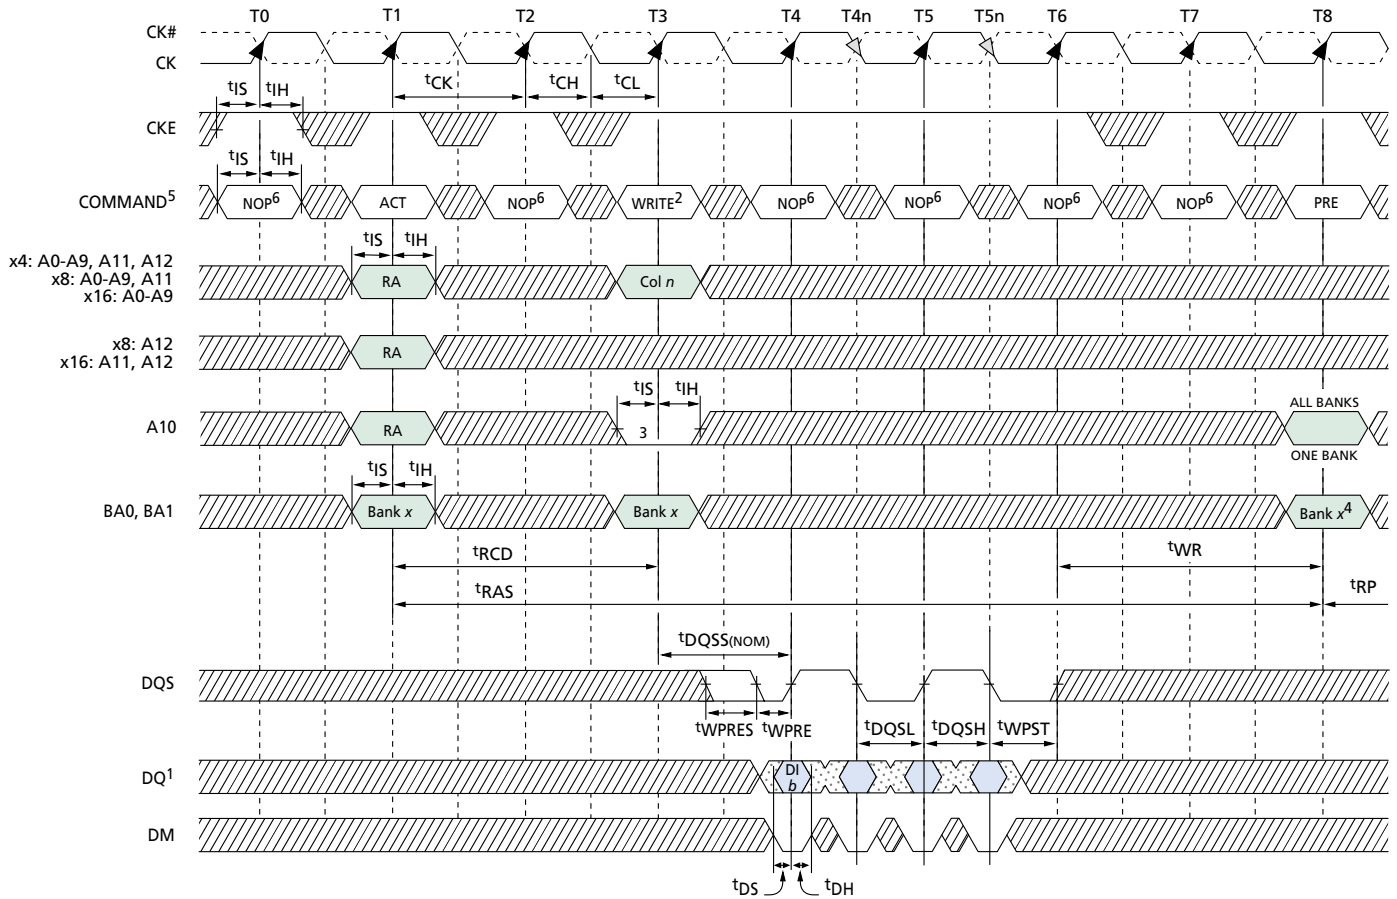 T0 T1 T2 T3 T4 T4n T5 T5n T6 T7 T8
CK#
CK
tCK tCH tCL
tIS tIH
CKE
tIS tIH
COMMAND5 NOP6 ACT NOP6 WRITE2 NOP6 NOP6 NOP6 NOP6 PRE
tIS tIH
x4: A0-A9, A11, A12
x8: A0-A9, A11
x16: A0-A9
RA Col n
x8: A12
x16: A11, A12
RA
tIS tIH
ALL BANKS
A10 RA 3
ONE BANK
tIS tIH
BA0, BA1 Bank x Bank x Bank x4
tRCD tWR
tRAS tRP
tDQSS(NOM)
DQS
tWPRES tWPRE tDQSL tDQSH tWPST
DQ1 DI
b
DM
tDS tDH